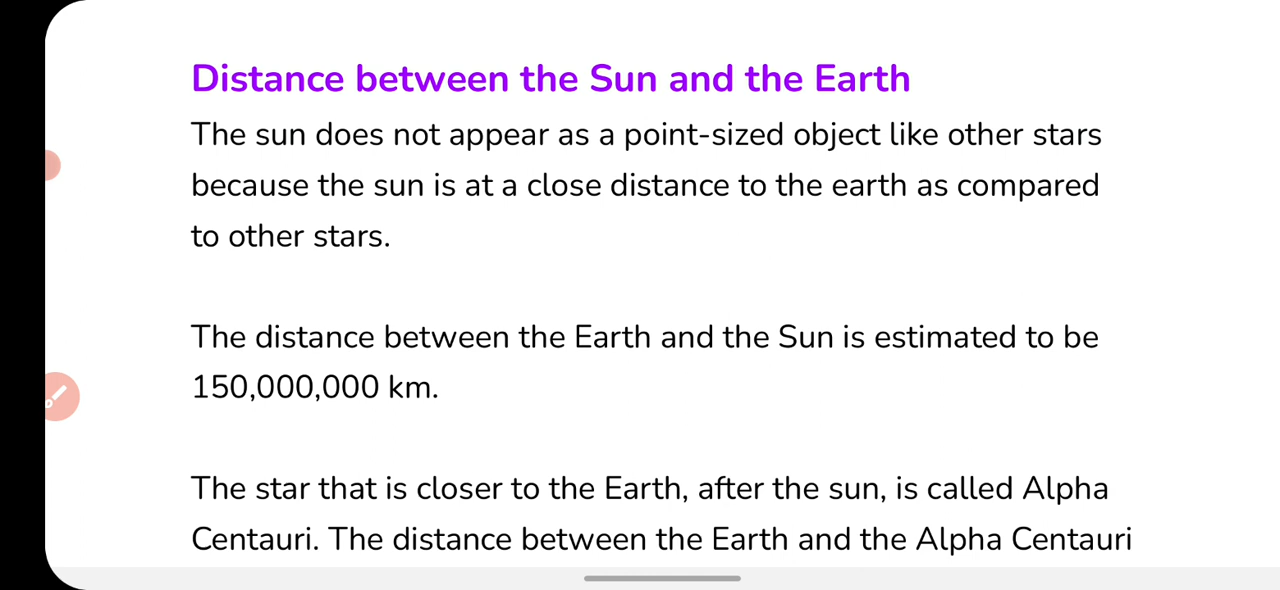 Distance between the Sun and the Earth
The sun does not appear as a point-sized object like other stars
because the sun is at a close distance to the earth as compared
to other stars.
The distance between the Earth and the Sun is estimated to be
150,000,000 km.
The star that is closer to the Earth, after the sun, is called Alpha
Centauri. The distance between the Earth and the Alpha Centauri